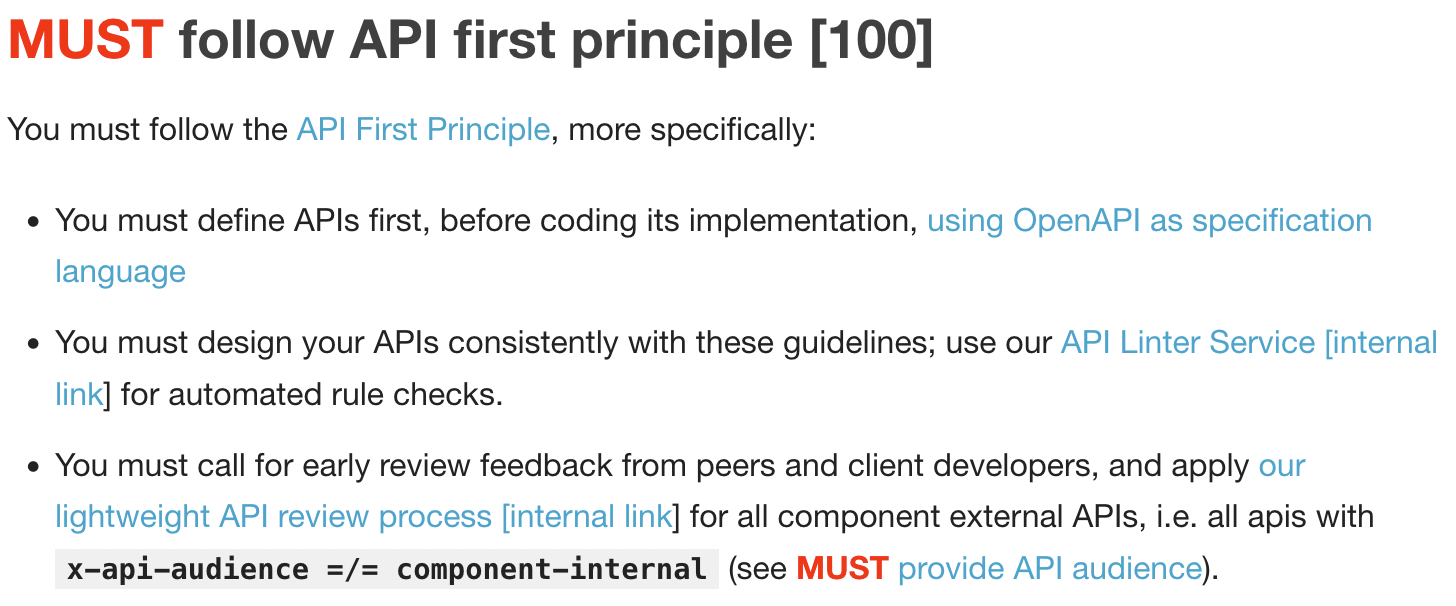 MUST follow API first principle [100]
You must follow the API First Principle, more specifically:
• You must define APIs first, before coding its implementation, using OpenAPI as specification
language
• You must design your APIs consistently with these guidelines; use our API Linter Service [internal
link] for automated rule checks.
• You must call for early review feedback from peers and client developers, and apply our
lightweight API review process [internal link] for all component external APIs, i.e. all apis with
x-api-audience =/= component-internal (see MUST provide API audience).